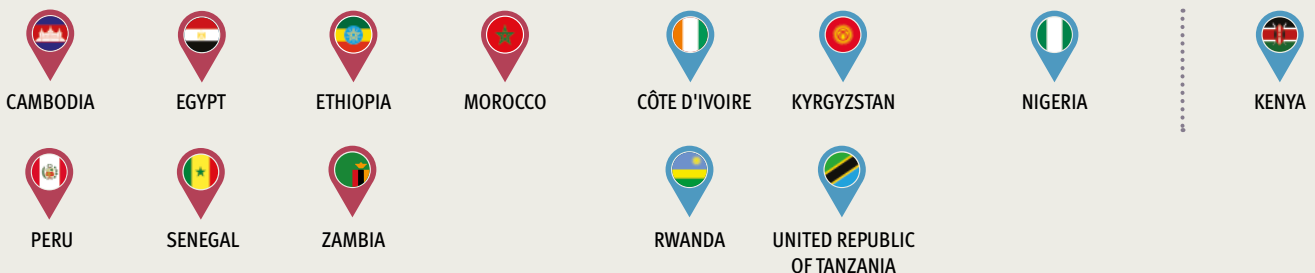 CAMBODIA
EGYPT
ETHIOPIA
MOROCCO
CÔTE D'IVOIRE
KYRGYZSTAN
NIGERIA
KENYA
PERU
SENEGAL
ZAMBIA
RWANDA
UNITED REPUBLIC
OF TANZANIA